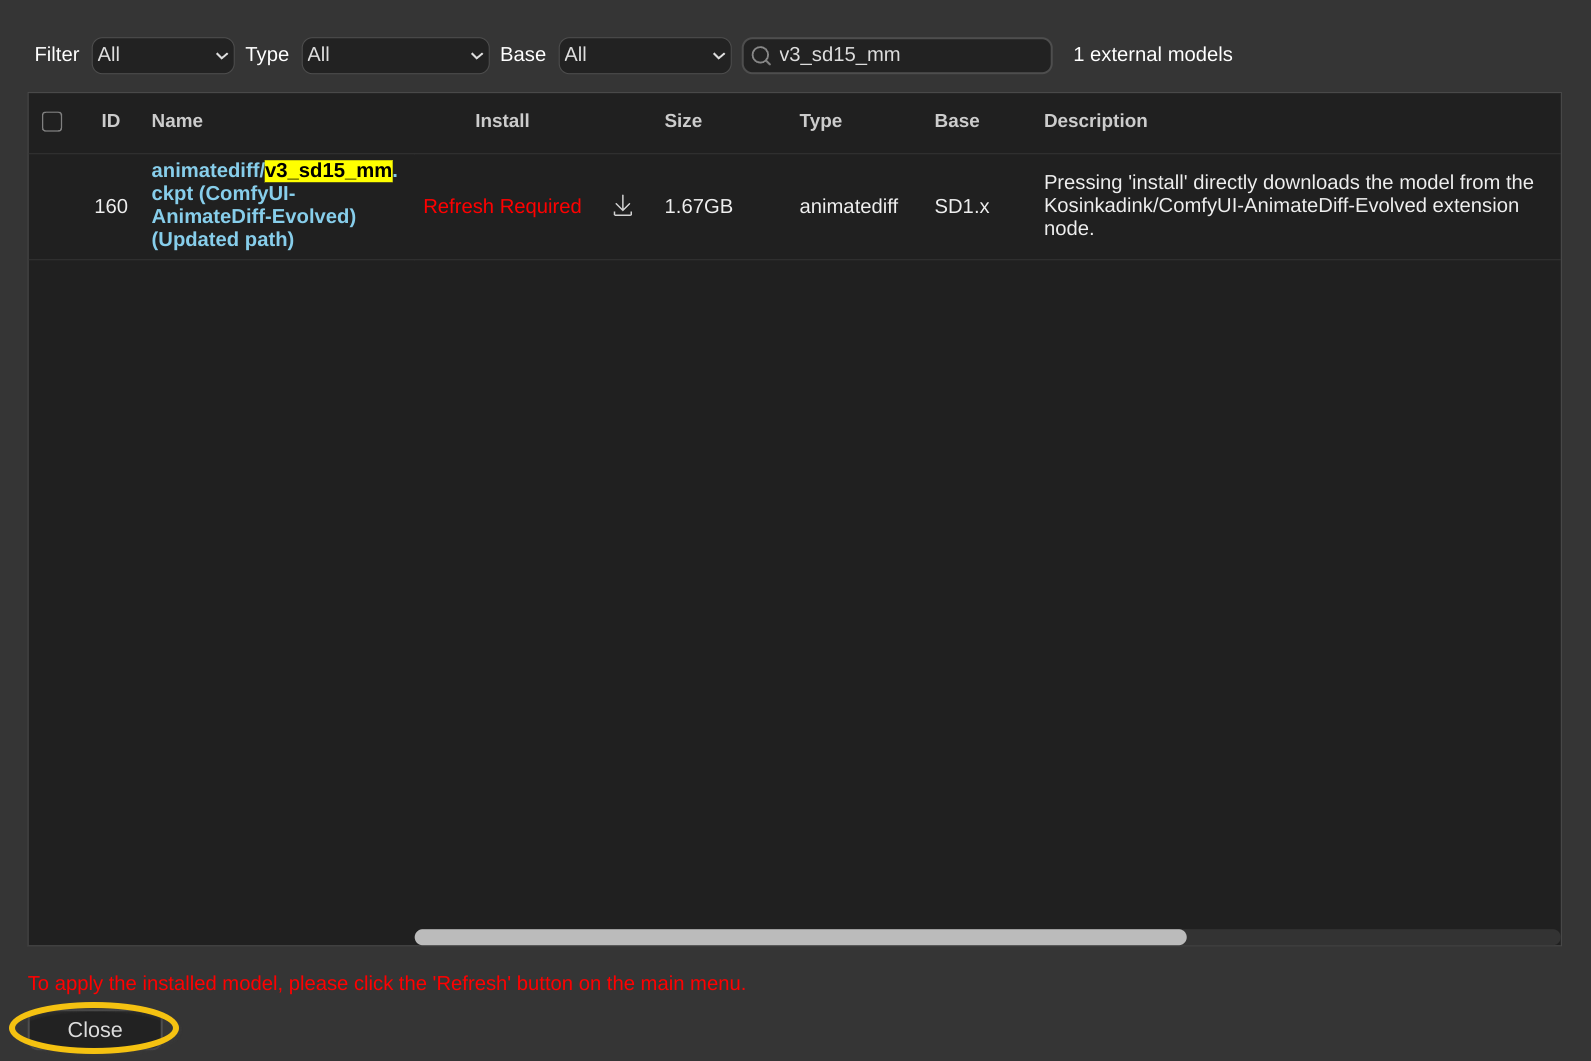 Filter All Type All Base All v3_sd15_mm 1 external models
ID Name Install Size Type Base Description
160 animatediff/v3_sd15_mm.
ckpt (ComfyUI-
AnimateDiff-Evolved)
(Updated path)
Refresh Required 1.67GB animatediff SD1.x
Pressing 'install' directly downloads the model from the
Kosinkadink/ComfyUI-AnimateDiff-Evolved extension
node.
To apply the installed model, please click the 'Refresh' button on the main menu.
Close